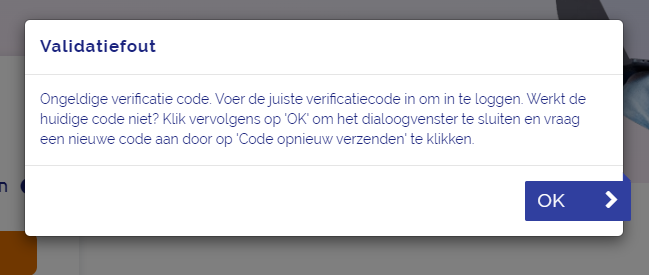 Validatiefout
Ongeldige verificatie code. Voer de juiste verificatiecode in om in te loggen. Werkt de
huidige code niet? Klik vervolgens op 'OK' om het dialoogvenster te sluiten en vraag
een nieuwe code aan door op 'Code opnieuw verzenden' te klikken.
n
OK